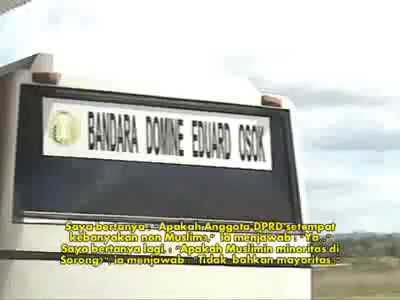 BANDARA DOMINE EDUARD OSOK
Saya bertanya : "Apakah Anggota DPRD setempat
kebanyakan non Muslim?," ia menjawab : "Ya."
Saya bertanya lagi : "Apakah Muslimin minoritas di
Sorong?", ia menjawab "Tidak, bahkan mayoritas."